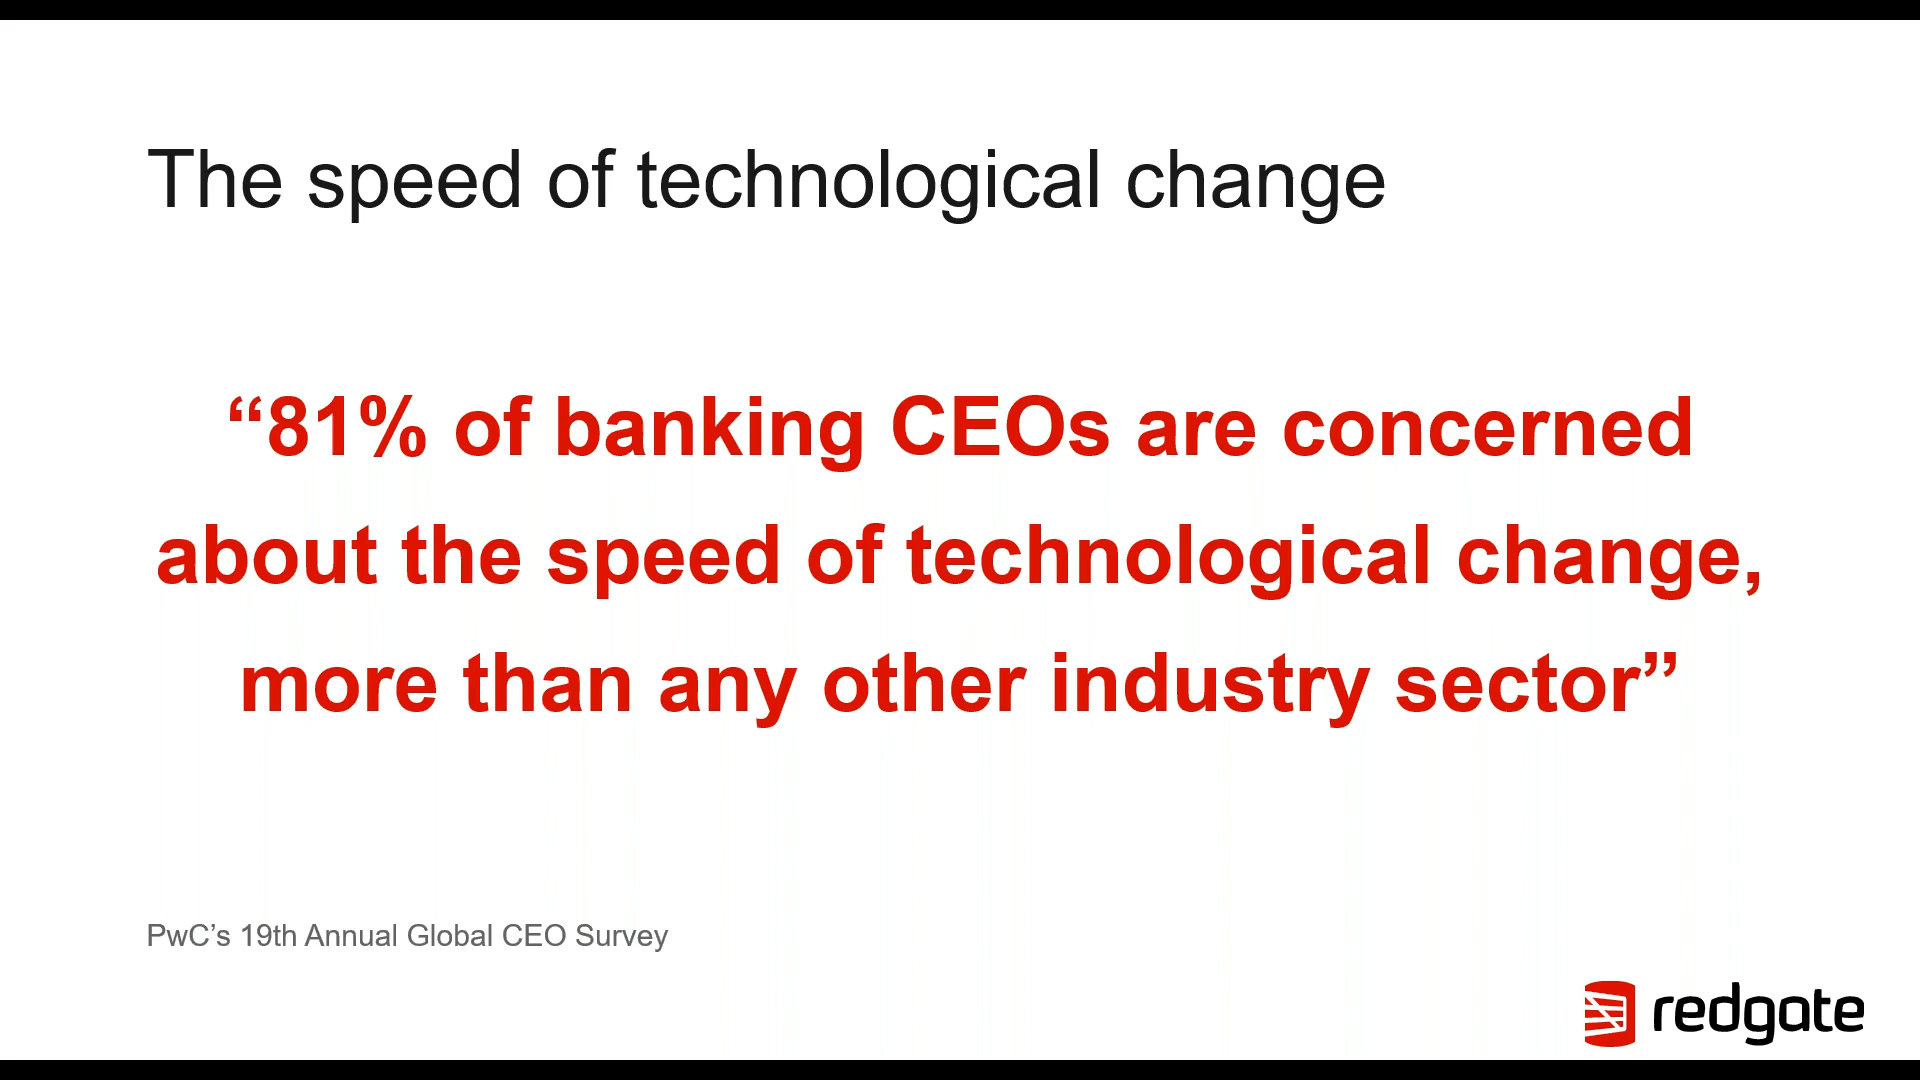 The speed of technological change
“81% of banking CEOs are concerned
about the speed of technological change,
more than any other industry sector”
PwC’s 19th Annual Global CEO Survey
redgate